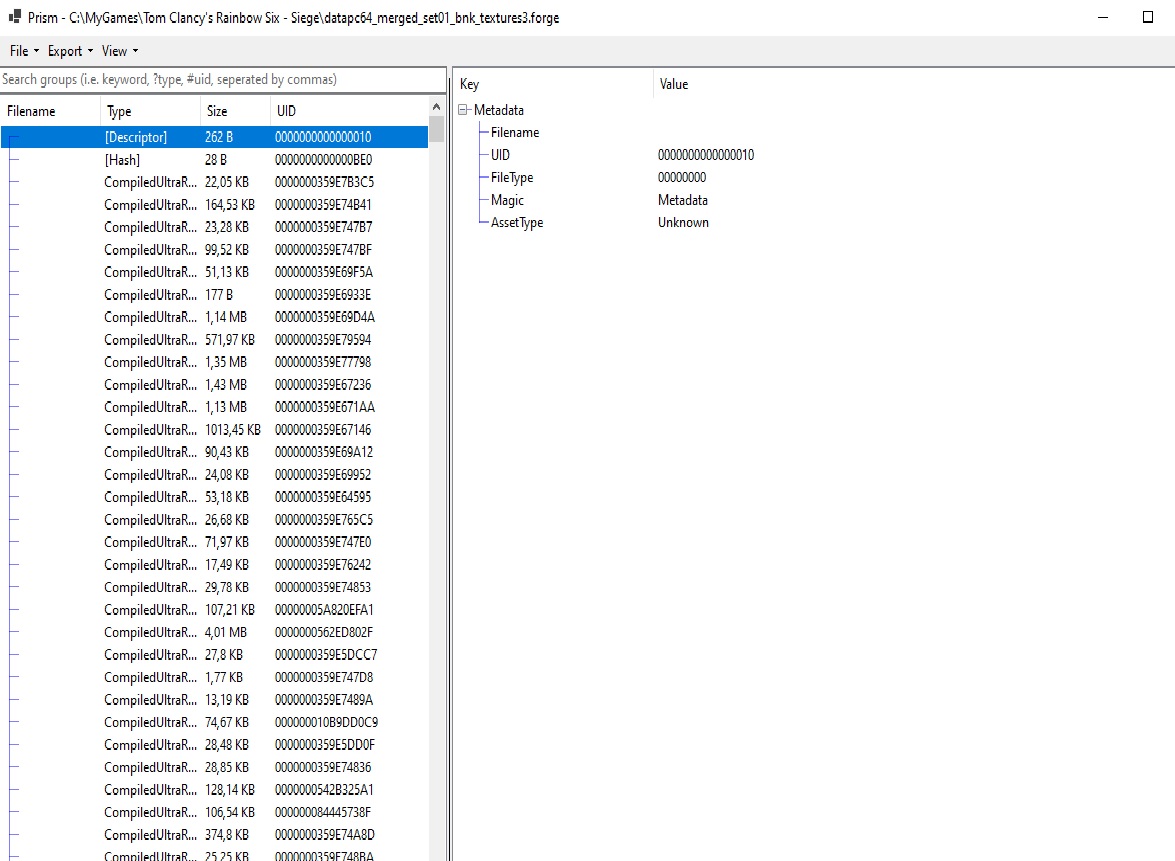 Prism - C:\MyGames\Tom Clancy's Rainbow Six - Siege\datapc64_merged_set01_bnk_textures3.forge
File Export View
Search groups (i.e. keyword, ?type, #uid, seperated by commas)
Filename Type Size UID
[Descriptor] 262 B 0000000000000010
[Hash] 28 B 0000000000000BE0
CompiledUltraR... 22,05 KB 0000000359E7B3C5
CompiledUltraR... 164,53 KB 0000000359E74B41
CompiledUltraR... 23,28 KB 0000000359E747B7
CompiledUltraR... 99,52 KB 0000000359E747BF
CompiledUltraR... 51,13 KB 0000000359E69F5A
CompiledUltraR... 177 B 0000000359E6933E
CompiledUltraR... 1,14 MB 0000000359E69D4A
CompiledUltraR... 571,97 KB 0000000359E79594
CompiledUltraR... 1,35 MB 0000000359E77798
CompiledUltraR... 1,43 MB 0000000359E67236
CompiledUltraR... 1,13 MB 0000000359E671AA
CompiledUltraR... 1013,45 KB 0000000359E67146
CompiledUltraR... 90,43 KB 0000000359E69A12
CompiledUltraR... 24,08 KB 0000000359E69952
CompiledUltraR... 53,18 KB 0000000359E64595
CompiledUltraR... 26,68 KB 0000000359E765C5
CompiledUltraR... 71,97 KB 0000000359E747E0
CompiledUltraR... 17,49 KB 0000000359E76242
CompiledUltraR... 29,78 KB 0000000359E74853
CompiledUltraR... 107,21 KB 00000005A820EFA1
CompiledUltraR... 4,01 MB 0000000562ED802F
CompiledUltraR... 27,8 KB 0000000359E5DCC7
CompiledUltraR... 1,77 KB 0000000359E747D8
CompiledUltraR... 13,19 KB 0000000359E7489A
CompiledUltraR... 74,67 KB 000000010B9DD0C9
CompiledUltraR... 28,48 KB 0000000359E5DD0F
CompiledUltraR... 28,85 KB 0000000359E74836
CompiledUltraR... 128,14 KB 0000000542B325A1
CompiledUltraR... 106,54 KB 000000084445738F
CompiledUltraR... 374,8 KB 0000000359E74A8D
CompiledUltraR... 25,25 KB 0000000359E748BA
Key Value
Metadata
Filename
UID 0000000000000010
FileType 00000000
Magic Metadata
AssetType Unknown